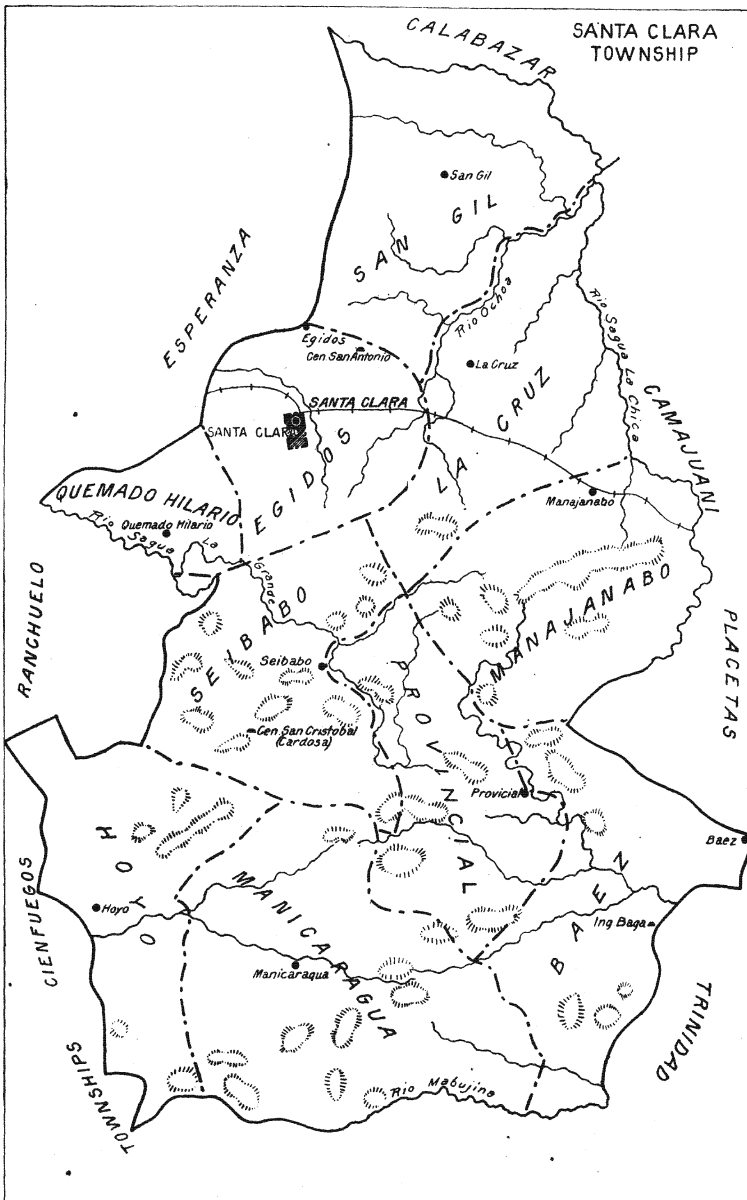 SANTA CLARA
TOWNSHIP
CALABAZAR
San Gil
SAN GIL
ESPERANZA
Rio Ochoa
Rio Sagua La Chica
Egidos
Cen San Antonio
La Cruz
LA CRUZ
CAMAJUANI
SANTA CLARA
SANTA CLARA
EGIDOS
QUEMADO HILARIO
Quemado Hilario
Rio Sagua La Grande
Manajanabo
MANAJANABO
RANCHUELO
PLACETAS
SEIBABO
Seibabo
PROVINCIAL
Cen. San Cristobal
(Cardosa)
Provicial
Baez
HOYO
Hoyo
CIENFUEGOS
MANICARAGUA
Manicaraqua
BAEZ
Ing Baga
TRINIDAD
TOWNSHIPS
Rio Mabujina